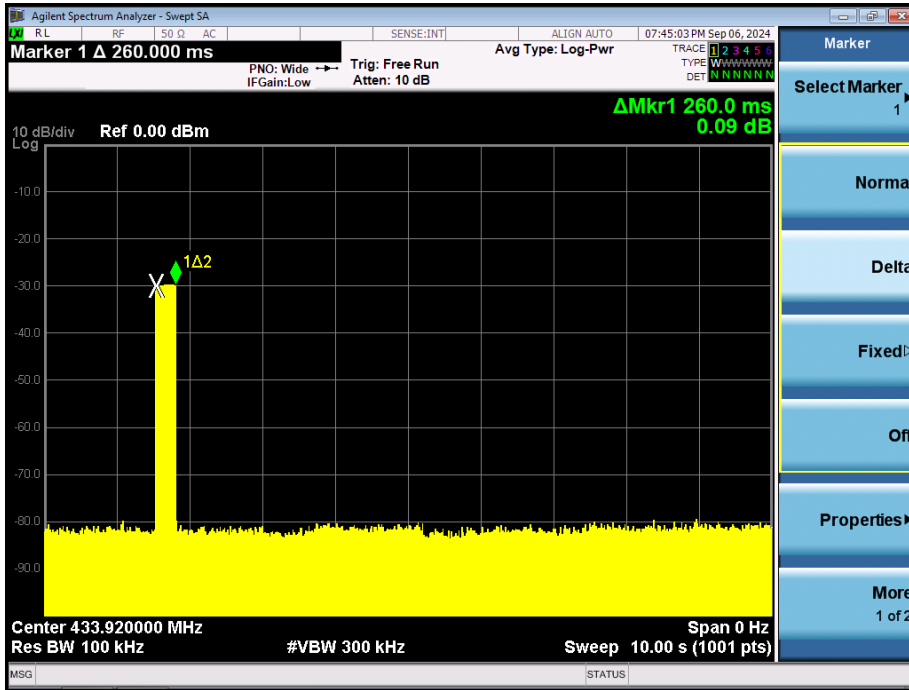 Agilent Spectrum Analyzer - Swept SA
LXI RL RF 50 Ω AC SENSE:INT ALIGN AUTO 07:45:03 PM Sep 06, 2024
Marker 1 Δ 260.000 ms
PNO: Wide
IFGain:Low
Trig: Free Run
Atten: 10 dB
Avg Type: Log-Pwr
TRACE 1 2 3 4 5 6
TYPE WWWWWW
DET N N N N N N
ΔMkr1 260.0 ms
0.09 dB
10 dB/div Ref 0.00 dBm
Log
-10.0
-20.0
1Δ2
X
-30.0
-40.0
-50.0
-60.0
-70.0
-80.0
-90.0
Center 433.920000 MHz Span 0 Hz
Res BW 100 kHz #VBW 300 kHz Sweep 10.00 s (1001 pts)
MSG STATUS
Marker
Select Marker
1
Norma
Delta
Fixed
Off
Properties
More
1 of 2